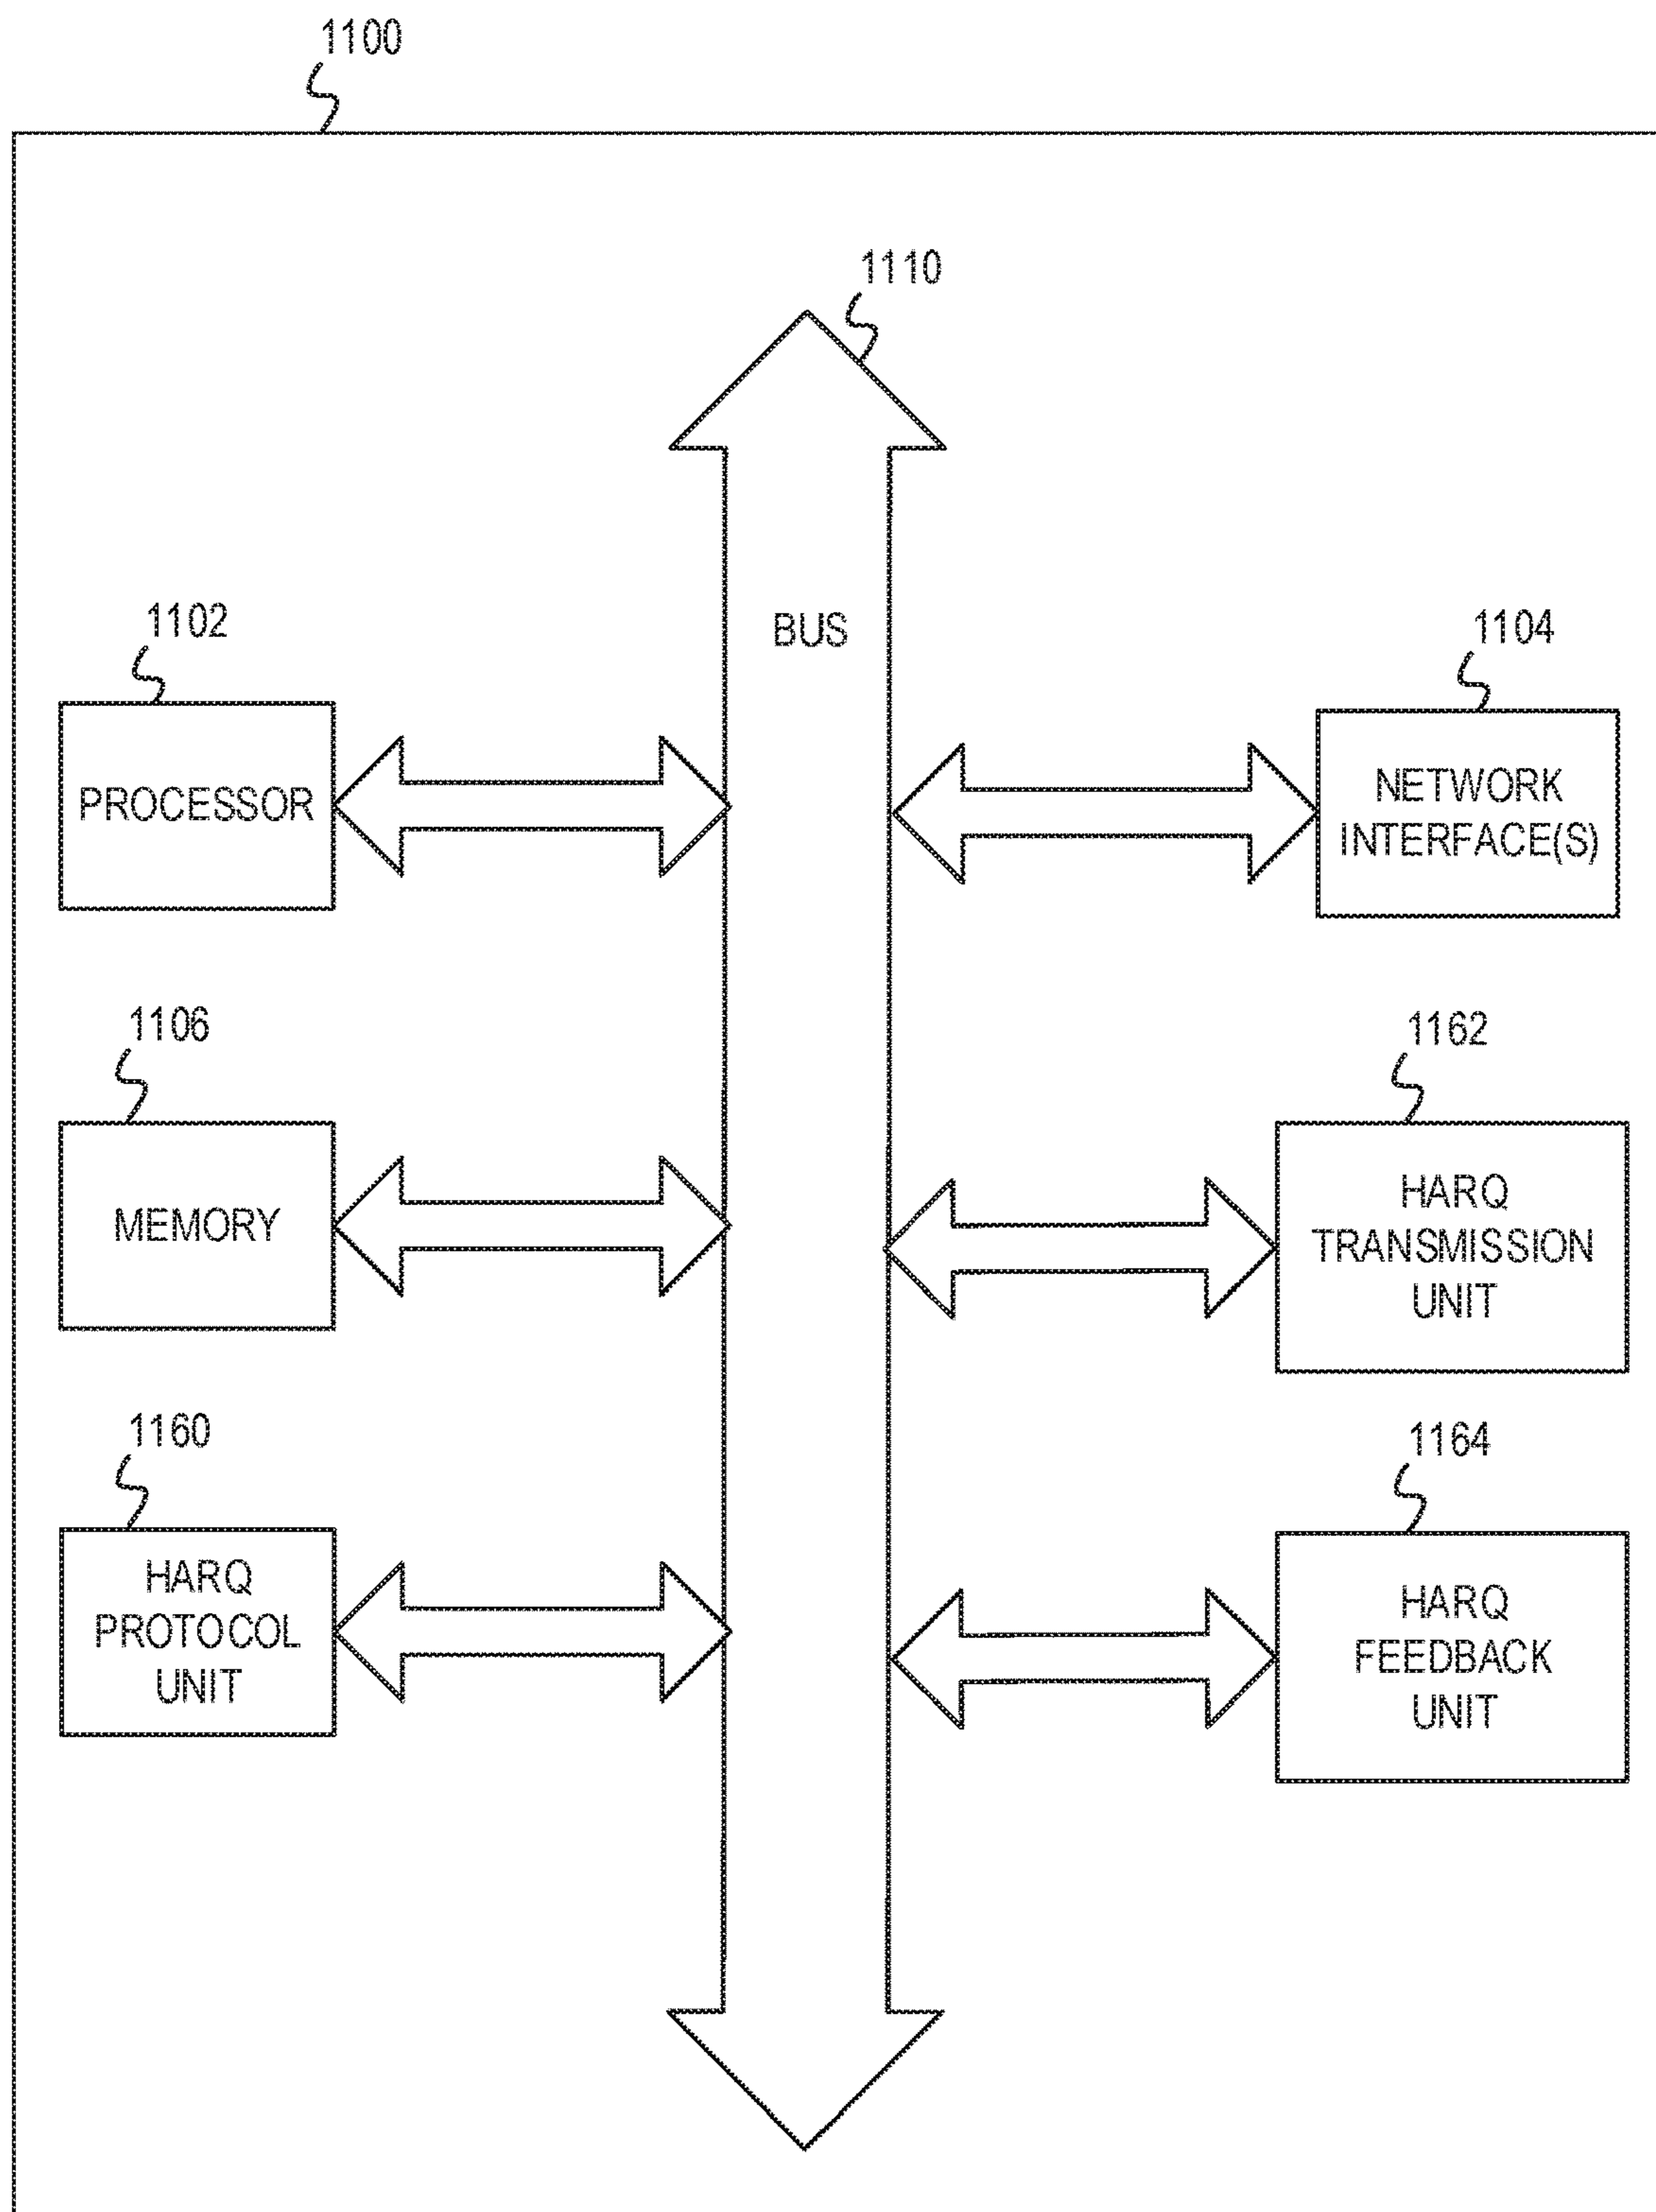 1100
1110
BUS
1102
PROCESSOR
1104
NETWORK
INTERFACE(S)
1106
MEMORY
1162
HARQ
TRANSMISSION
UNIT
1160
HARQ
PROTOCOL
UNIT
1164
HARQ
FEEDBACK
UNIT